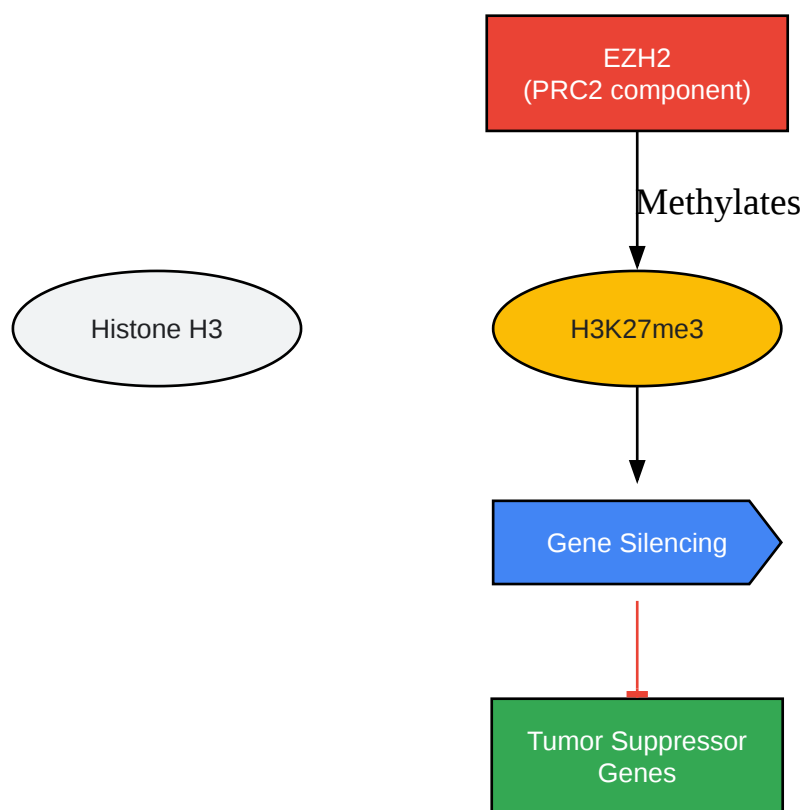 EZH2
(PRC2 component)
Methylates
Histone H3
H3K27me3
Gene Silencing
Tumor Suppressor
Genes